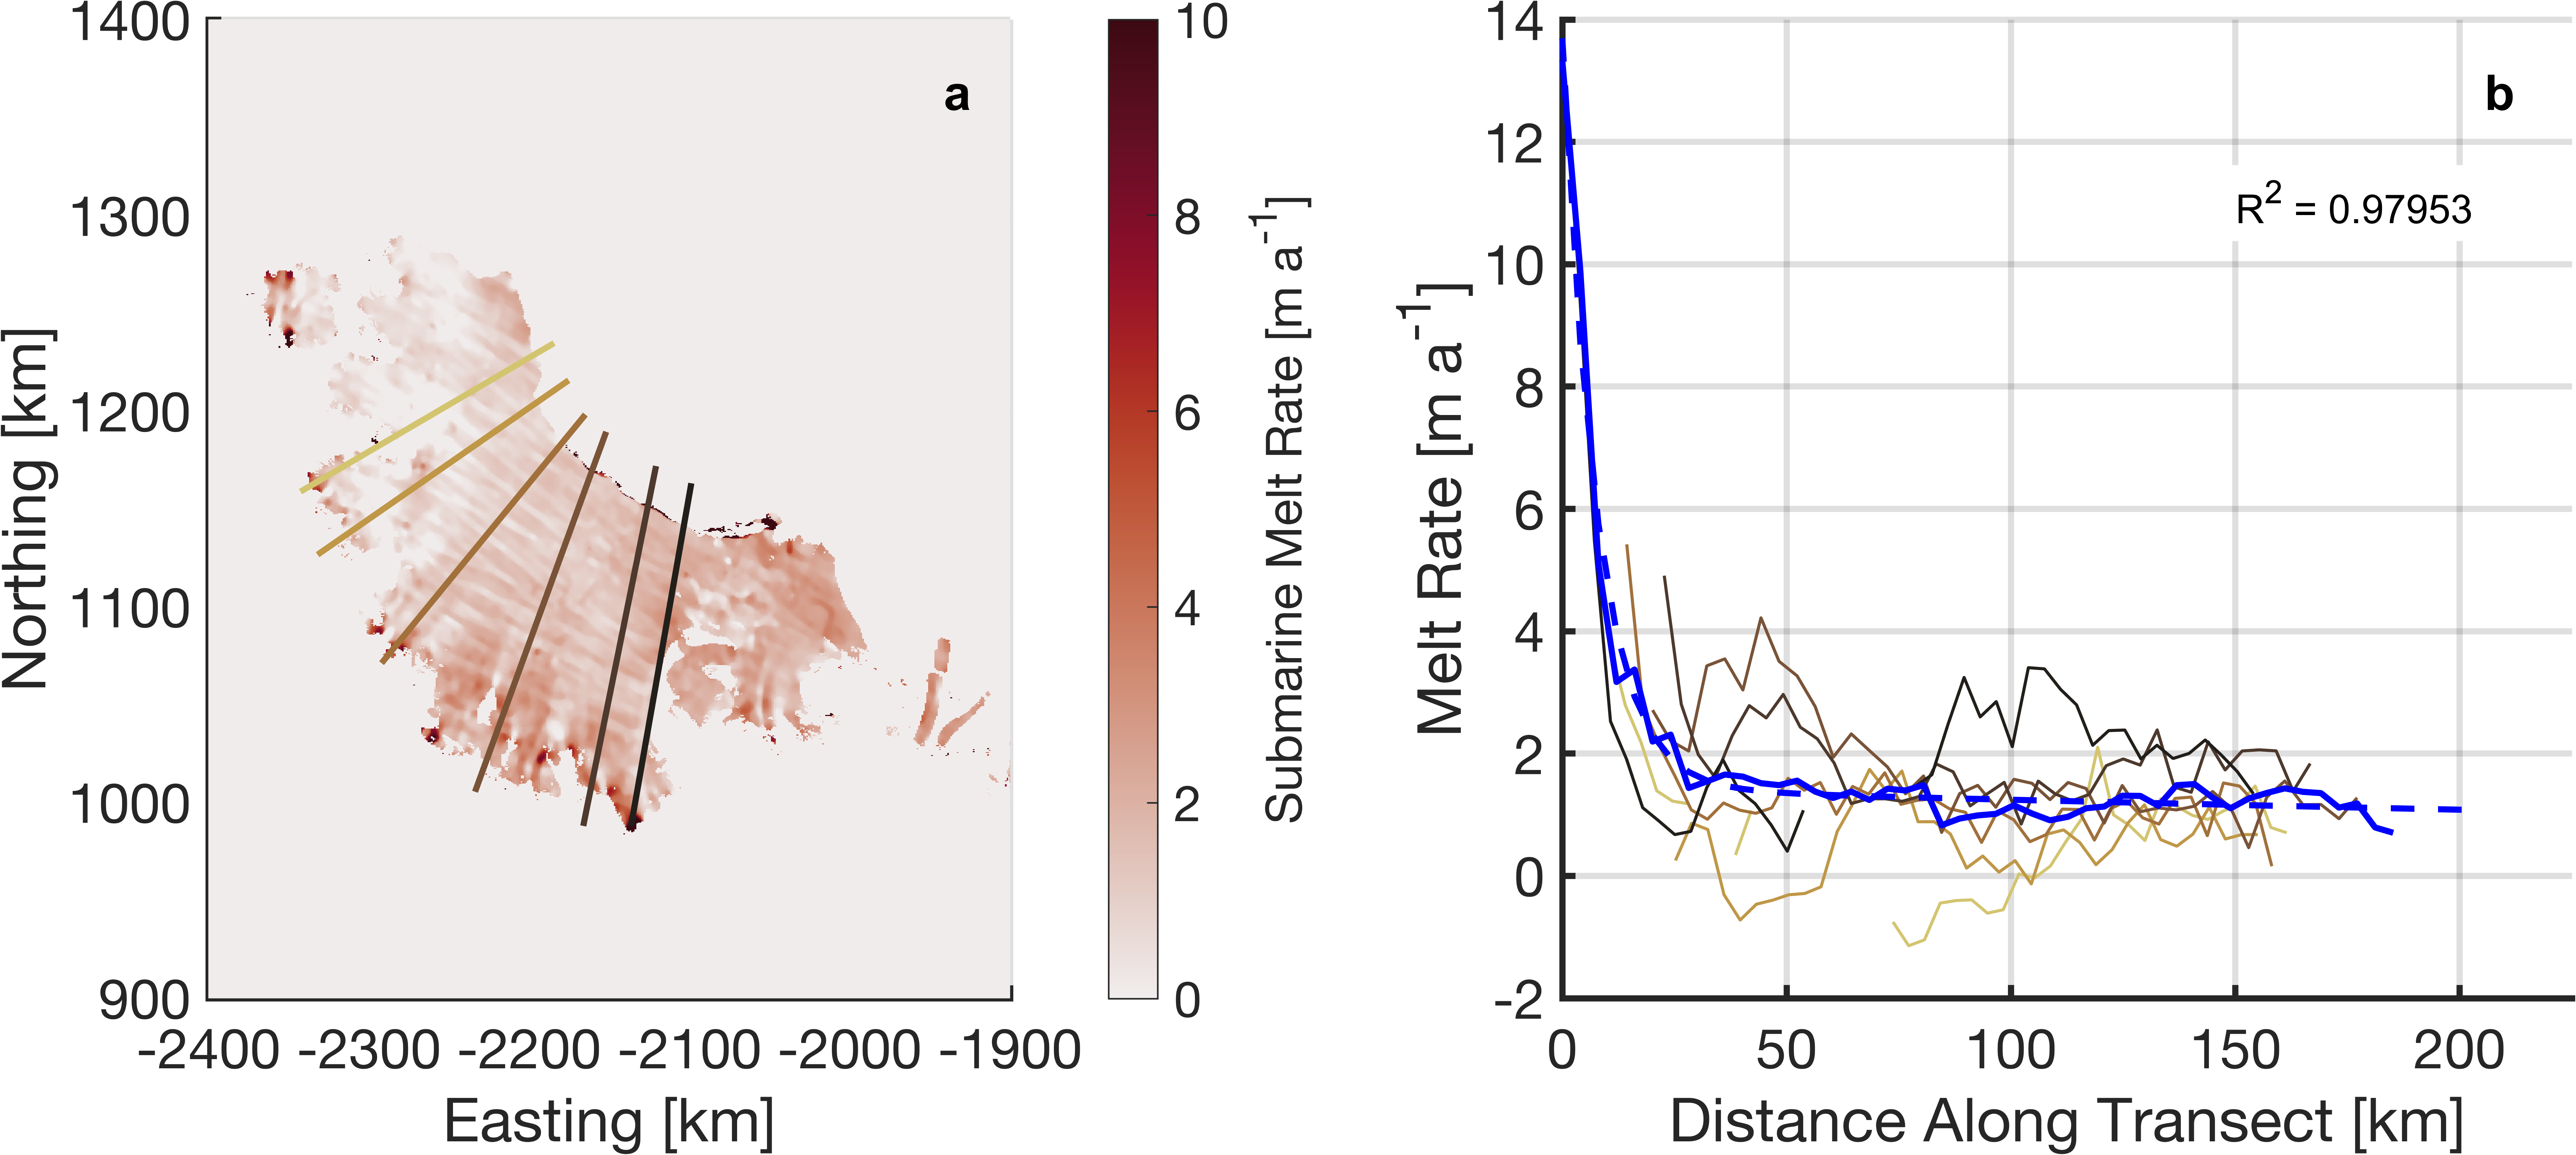 1400
1300
1200
1100
1000
900
Northing [km]
-2400 -2300 -2200 -2100 -2000 -1900
Easting [km]
a
10
8
6
4
2
0
Submarine Melt Rate [m a⁻¹]
14
12
10
8
6
4
2
0
-2
Melt Rate [m a⁻¹]
b
R² = 0.97953
0 50 100 150 200
Distance Along Transect [km]